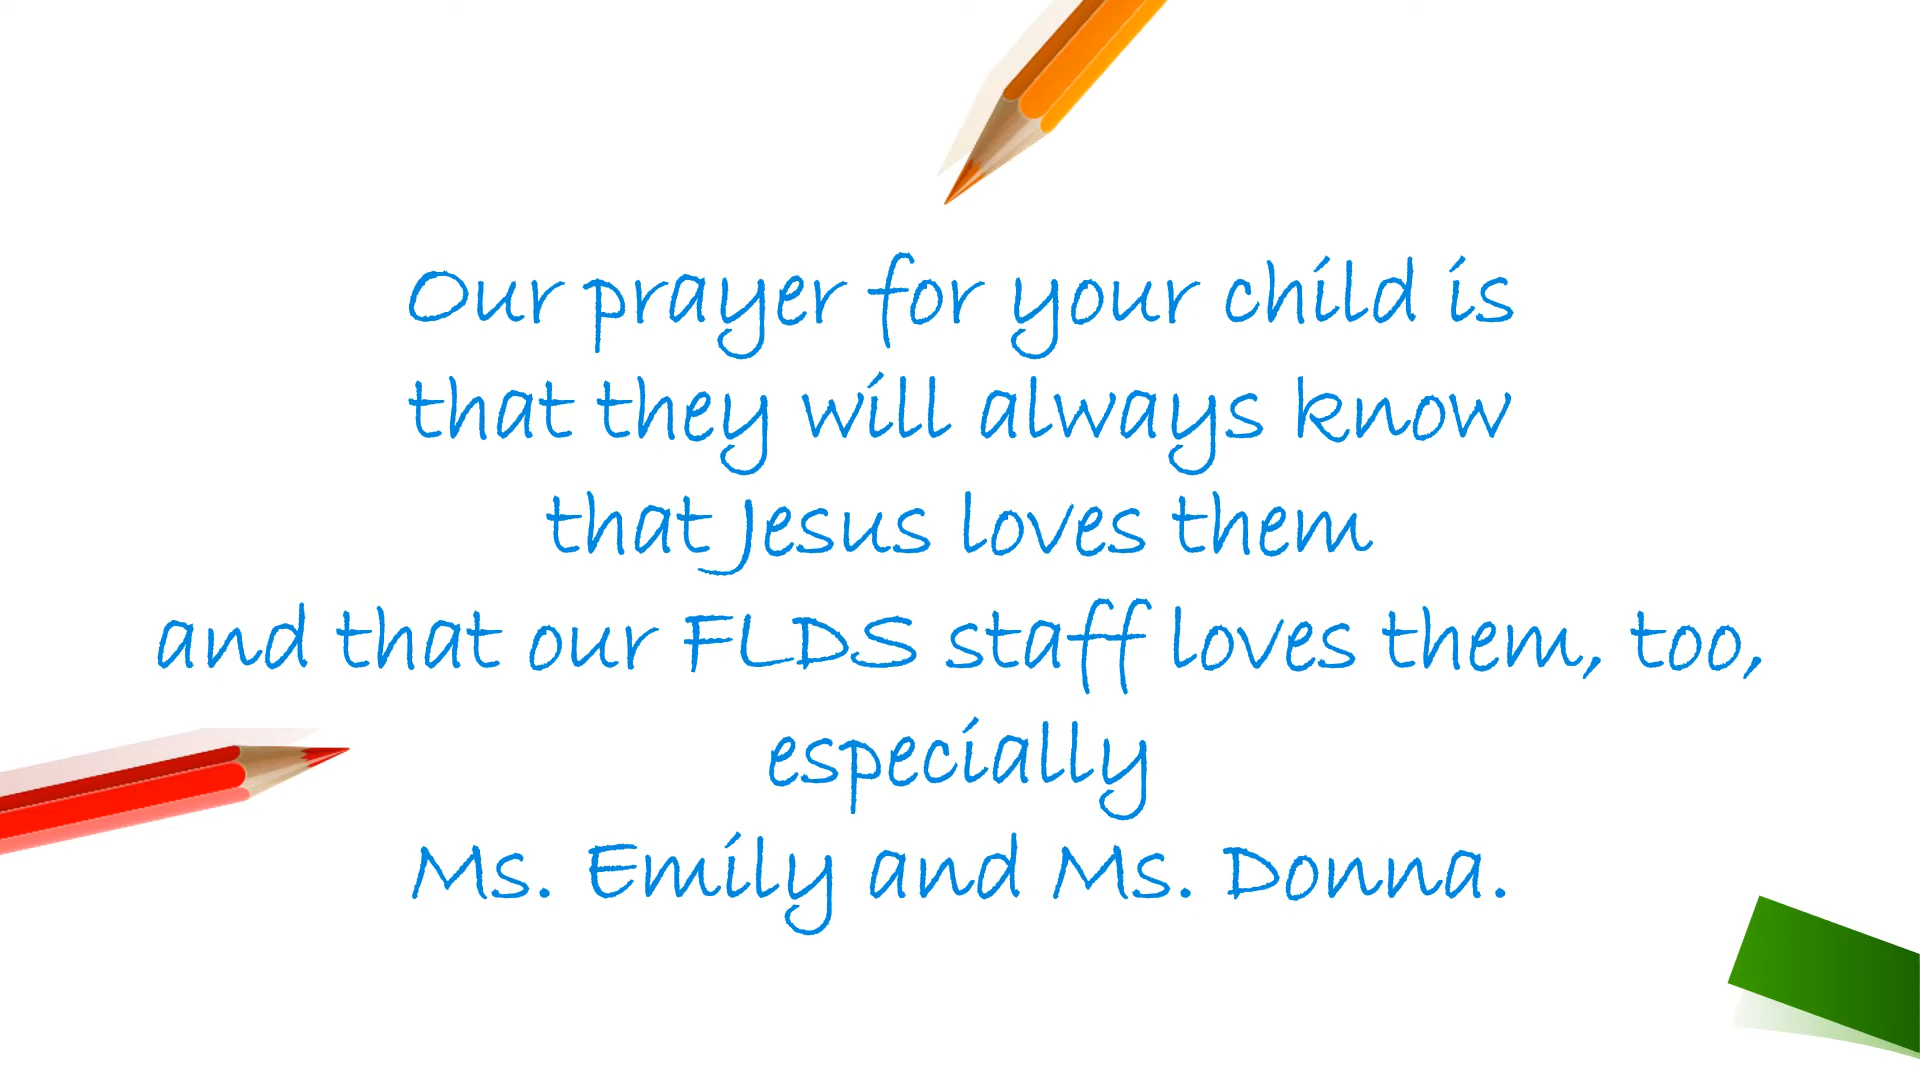 Our prayer for your child is
that they will always know
that Jesus loves them
and that our FLDS staff loves them, too,
especially
Ms. Emily and Ms. Donna.